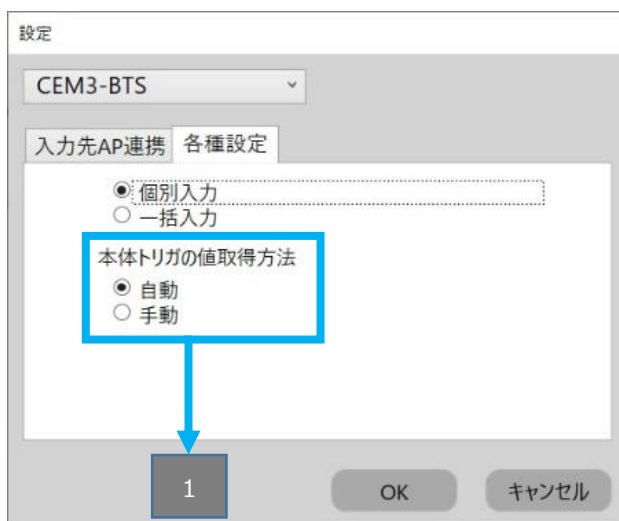 設定
CEM3-BTS
入力先AP連携 各種設定
個別入力
一括入力
本体トリガの値取得方法
自動
手動
1
OK キャンセル